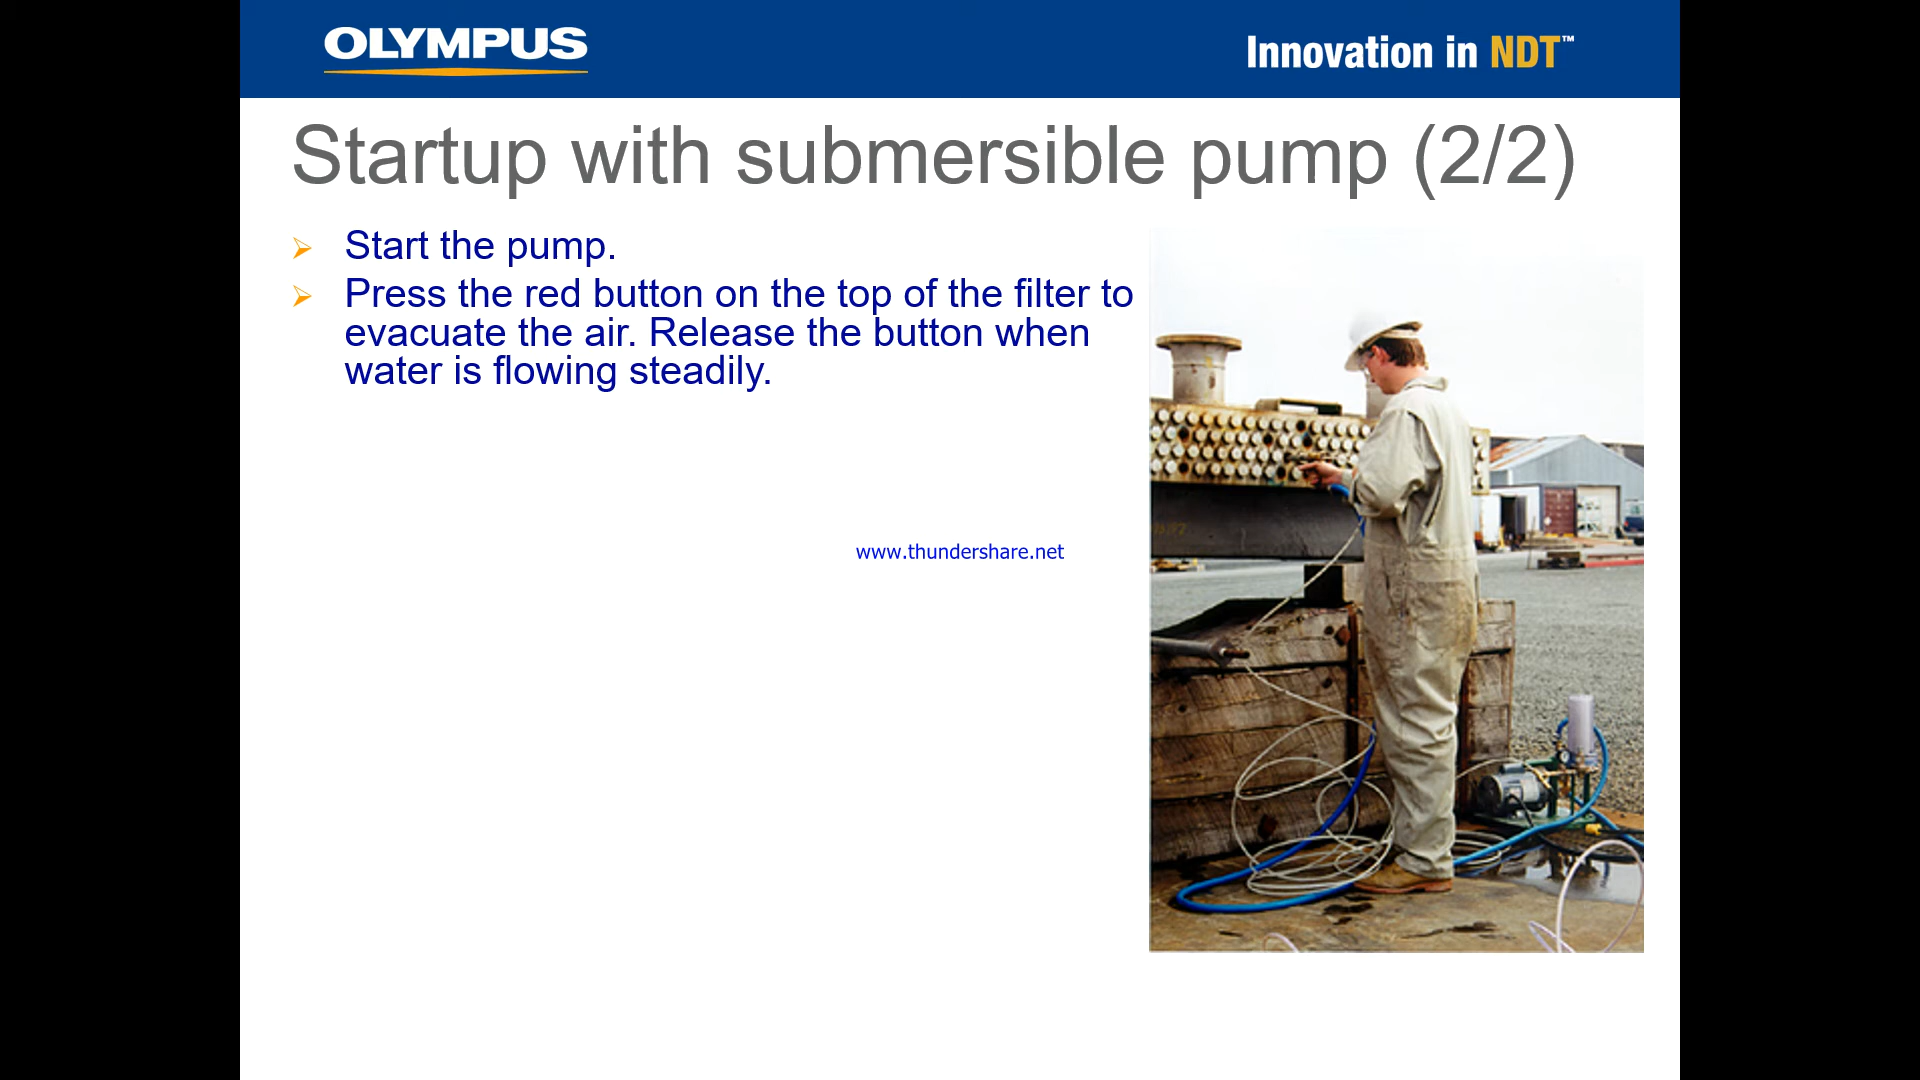 OLYMPUS
Innovation in NDT™
Startup with submersible pump (2/2)
Start the pump.
Press the red button on the top of the filter to
evacuate the air. Release the button when
water is flowing steadily.
www.thundershare.net